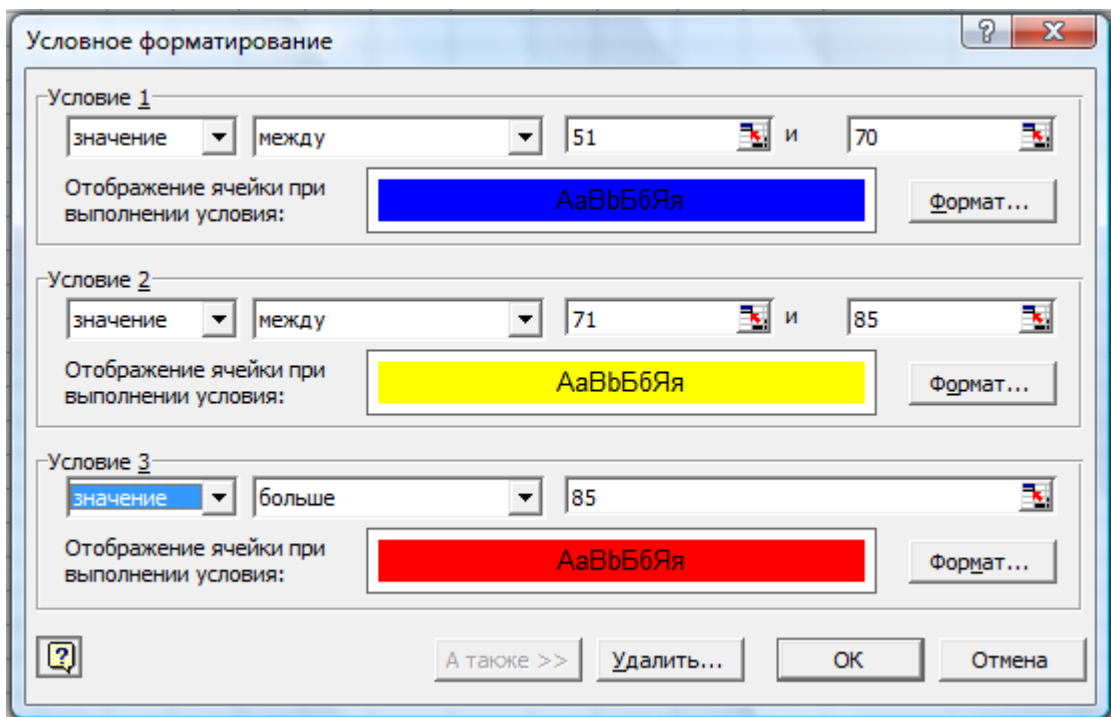 Условное форматирование
Условие 1
значение между 51 и 70
Отображение ячейки при
выполнении условия:
АаВbБбЯя
Формат...
Условие 2
значение между 71 и 85
Отображение ячейки при
выполнении условия:
АаВbБбЯя
Формат...
Условие 3
значение больше 85
Отображение ячейки при
выполнении условия:
АаВbБбЯя
Формат...
А также >> Удалить... ОК Отмена